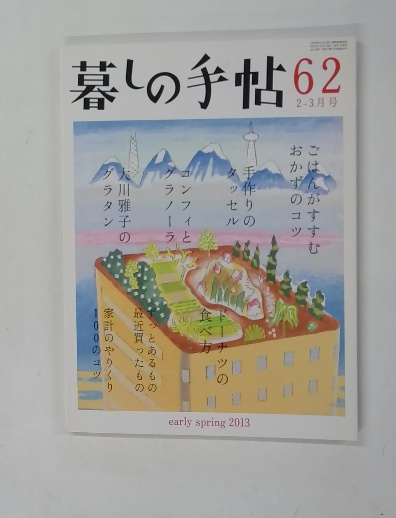 暮しの手帖 62
2-3月号
ごはんがすすむ
おかずのコツ
手作りの
タッセル
コンフィと
グラノーラ
大川雅子の
グラタン
ドーナツの
食べ方
ずっとあるもの
最近買ったもの
家計のやりくり
100のコツ
early spring 2013